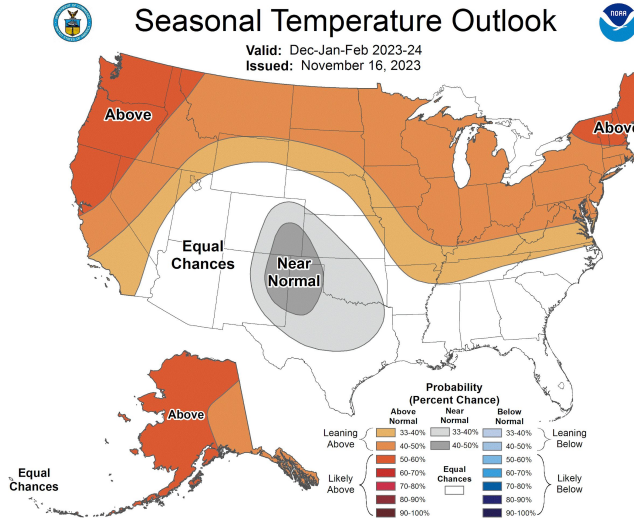 Seasonal Temperature Outlook
NOAA
Valid: Dec-Jan-Feb 2023-24
Issued: November 16, 2023
Above
Above
Equal
Chances
Near
Normal
Above
Equal
Chances
Probability
(Percent Chance)
Above
Normal
Near
Normal
Below
Normal
Leaning
Above
33-40%
40-50%
33-40%
40-50%
33-40%
40-50%
Leaning
Below
Likely
Above
50-60%
60-70%
70-80%
80-90%
90-100%
Equal
Chances
50-60%
60-70%
70-80%
80-90%
90-100%
Likely
Below